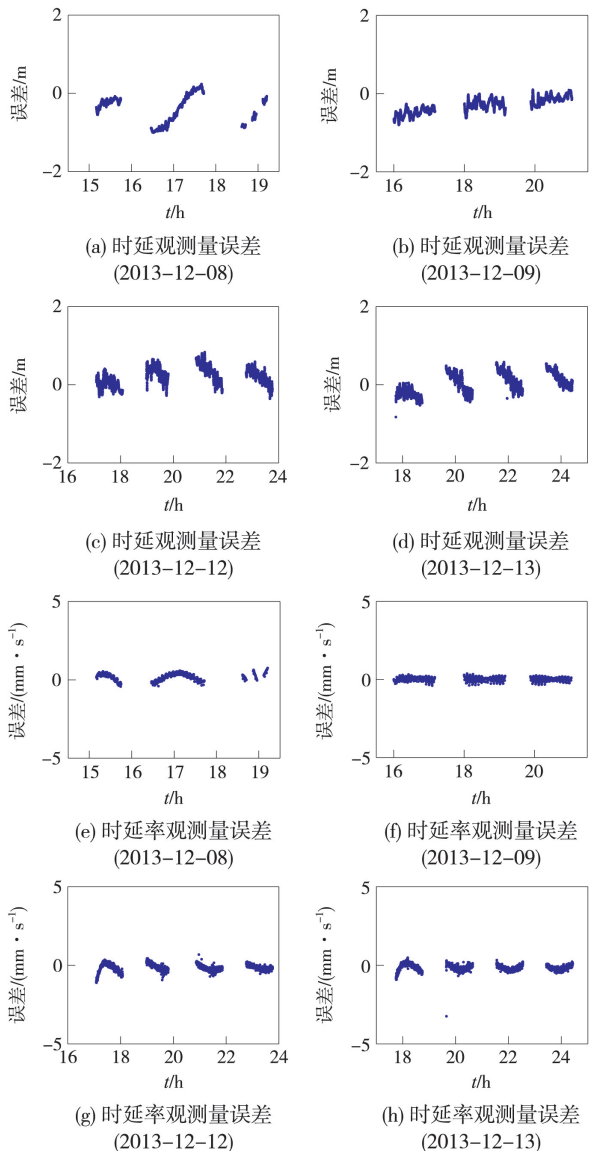 2
0
-2
误差/m
15
16
17
18
19
t/h
(a) 时延观测量误差
(2013-12-08)
2
0
-2
误差/m
16
18
20
t/h
(b) 时延观测量误差
(2013-12-09)
2
0
-2
误差/m
16
18
20
22
24
t/h
(c) 时延观测量误差
(2013-12-12)
2
0
-2
误差/m
18
20
22
24
t/h
(d) 时延观测量误差
(2013-12-13)
5
0
-5
误差/(mm·s⁻¹)
15
16
17
18
19
t/h
(e) 时延率观测量误差
(2013-12-08)
5
0
-5
误差/(mm·s⁻¹)
16
18
20
t/h
(f) 时延率观测量误差
(2013-12-09)
5
0
-5
误差/(mm·s⁻¹)
16
18
20
22
24
t/h
(g) 时延率观测量误差
(2013-12-12)
5
0
-5
误差/(mm·s⁻¹)
18
20
22
24
t/h
(h) 时延率观测量误差
(2013-12-13)